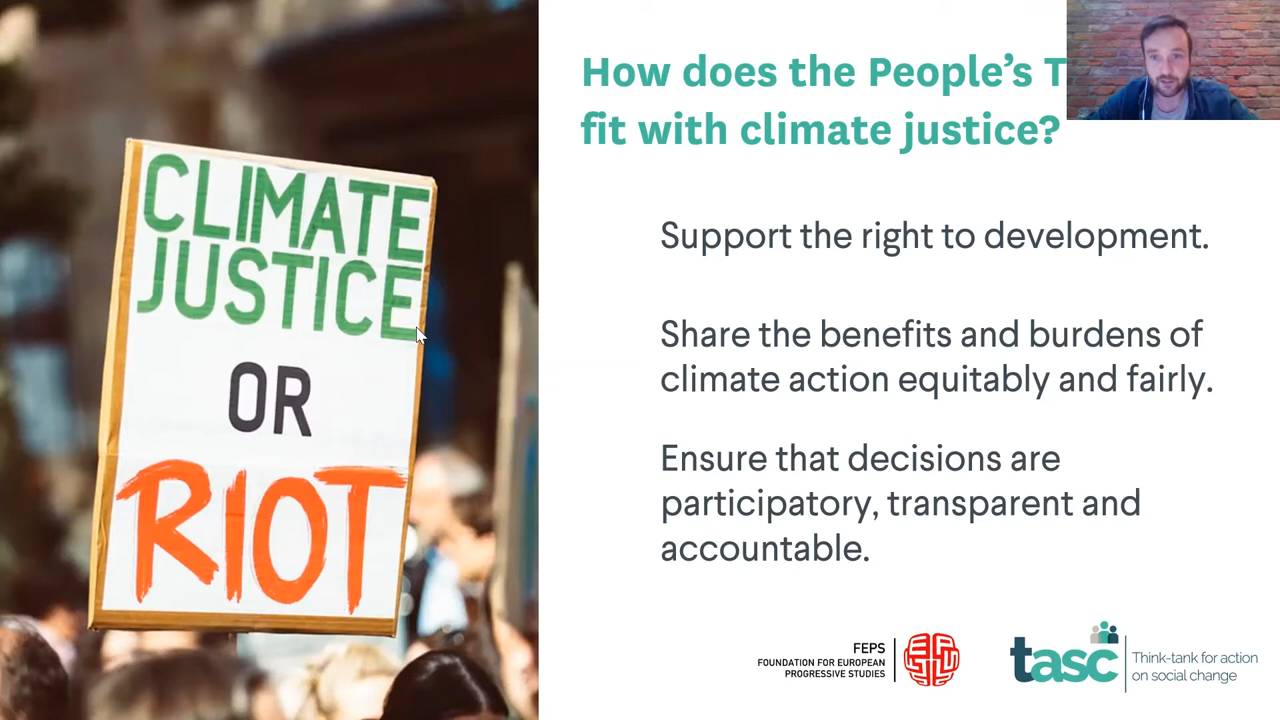 CLIMATE
JUSTICE
OR
RIOT
How does the People's T
fit with climate justice?
Support the right to development.
Share the benefits and burdens of
climate action equitably and fairly.
Ensure that decisions are
participatory, transparent and
accountable.
FEPS
FOUNDATION FOR EUROPEAN
PROGRESSIVE STUDIES
tasc
Think-tank for action
on social change